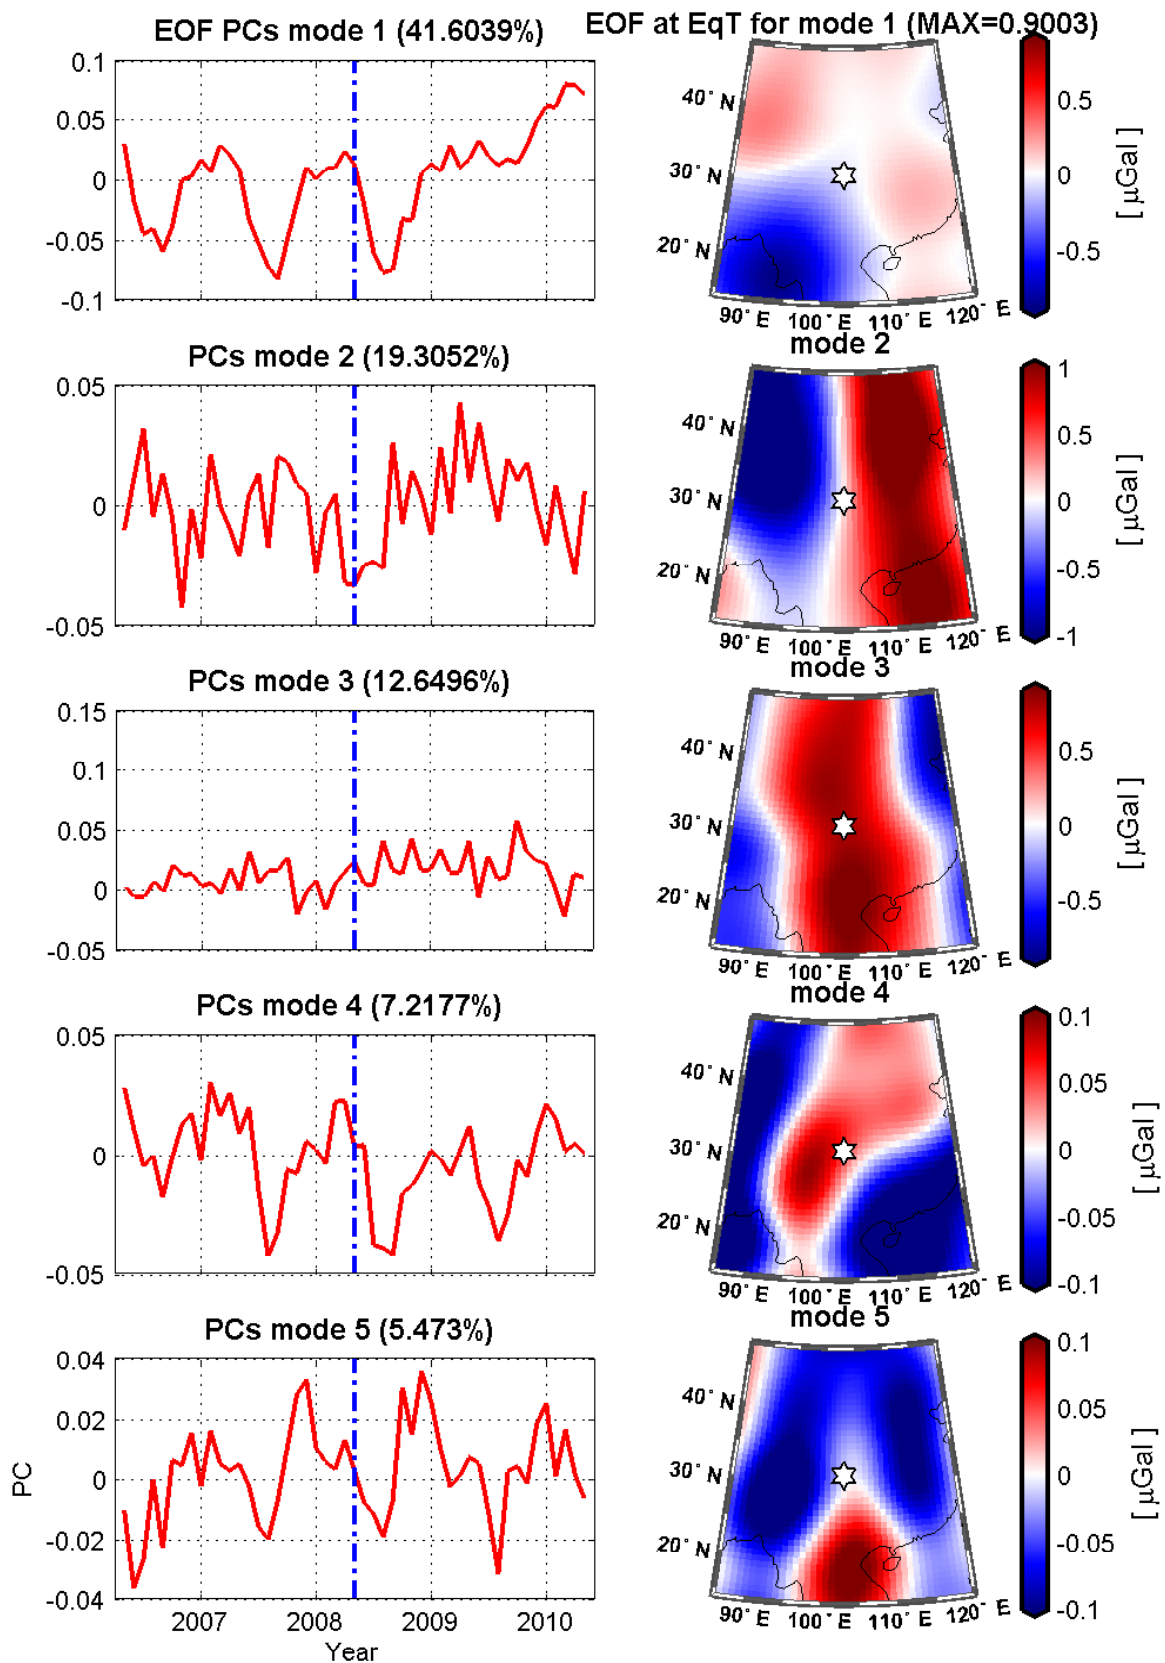 EOF PCs mode 1 (41.6039%)
EOF at EqT for mode 1 (MAX=0.9003)
0.1
0.05
0
-0.05
-0.1
40° N
30° N
20° N
90° E 100° E 110° E 120° E
0.5
0
-0.5
[ μGal ]
PCs mode 2 (19.3052%)
mode 2
0.05
0
-0.05
40° N
30° N
20° N
90° E 100° E 110° E 120° E
1
0.5
0
-0.5
-1
[ μGal ]
PCs mode 3 (12.6496%)
mode 3
0.15
0.1
0.05
0
-0.05
40° N
30° N
20° N
90° E 100° E 110° E 120° E
0.5
0
-0.5
[ μGal ]
PCs mode 4 (7.2177%)
mode 4
0.05
0
-0.05
40° N
30° N
20° N
90° E 100° E 110° E 120° E
0.1
0.05
0
-0.05
-0.1
[ μGal ]
PCs mode 5 (5.473%)
mode 5
0.04
0.02
0
-0.02
-0.04
PC
2007 2008 2009 2010
Year
40° N
30° N
20° N
90° E 100° E 110° E 120° E
0.1
0.05
0
-0.05
-0.1
[ μGal ]